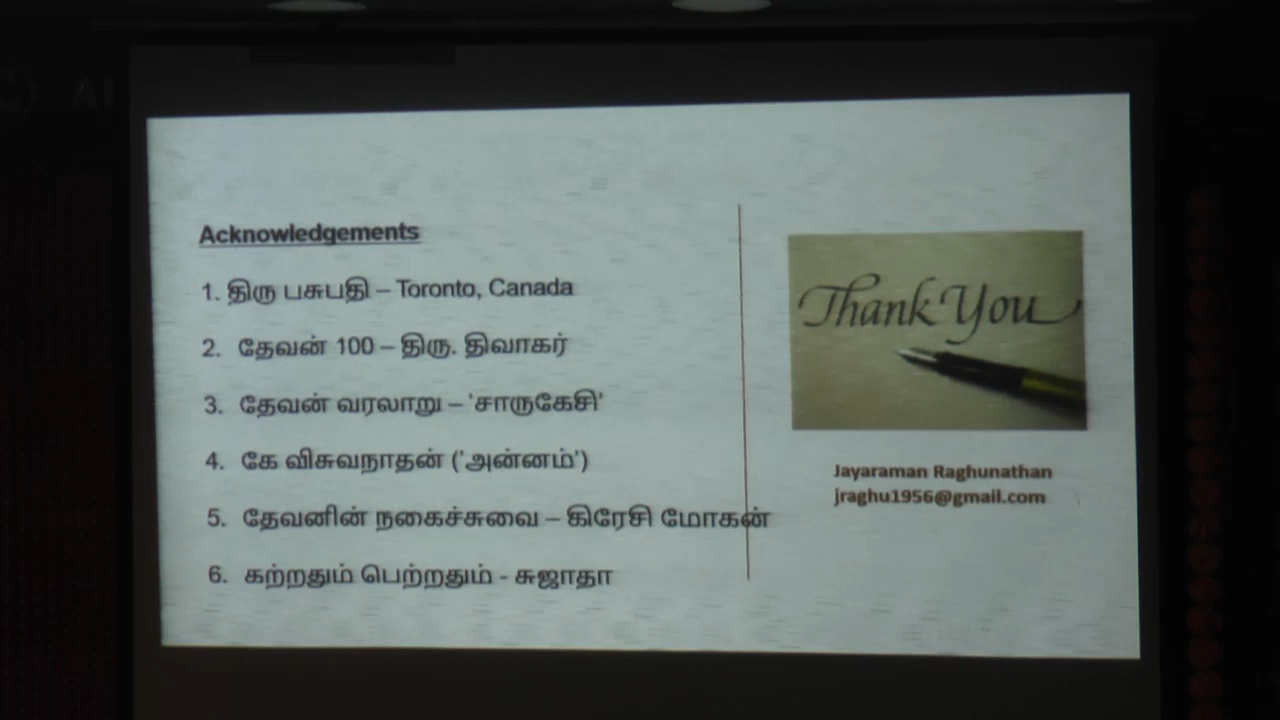 Acknowledgements
1. திரு பசுபதி – Toronto, Canada
2. தேவன் 100 – திரு. திவாகர்
3. தேவன் வரலாறு – 'சாருகேசி'
4. கே விசுவநாதன் ('அன்னம்')
5. தேவனின் நகைச்சுவை – கிரேசி மோகன்
6. கற்றதும் பெற்றதும் - சுஜாதா
Thank You
Jayaraman Raghunathan
jraghu1956@gmail.com